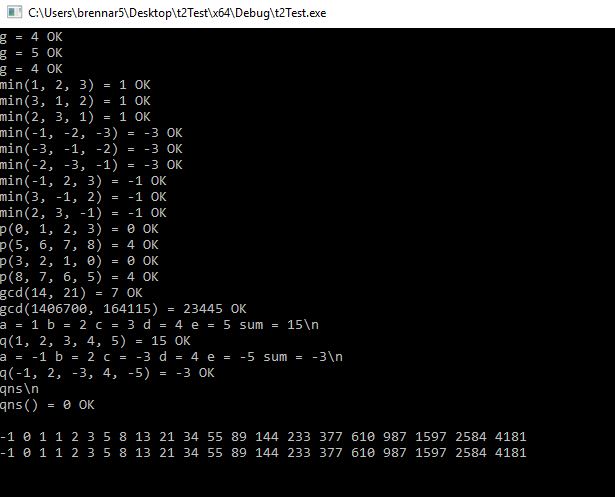 C:\Users\brennar5\Desktop\t2Test\x64\Debug\t2Test.exe
g = 4 OK
g = 5 OK
g = 4 OK
min(1, 2, 3) = 1 OK
min(3, 1, 2) = 1 OK
min(2, 3, 1) = 1 OK
min(-1, -2, -3) = -3 OK
min(-3, -1, -2) = -3 OK
min(-2, -3, -1) = -3 OK
min(-1, 2, 3) = -1 OK
min(3, -1, 2) = -1 OK
min(2, 3, -1) = -1 OK
p(0, 1, 2, 3) = 0 OK
p(5, 6, 7, 8) = 4 OK
p(3, 2, 1, 0) = 0 OK
p(8, 7, 6, 5) = 4 OK
gcd(14, 21) = 7 OK
gcd(1406700, 164115) = 23445 OK
a = 1 b = 2 c = 3 d = 4 e = 5 sum = 15\n
q(1, 2, 3, 4, 5) = 15 OK
a = -1 b = 2 c = -3 d = 4 e = -5 sum = -3\n
q(-1, 2, -3, 4, -5) = -3 OK
qns\n
qns() = 0 OK
-1 0 1 1 2 3 5 8 13 21 34 55 89 144 233 377 610 987 1597 2584 4181
-1 0 1 1 2 3 5 8 13 21 34 55 89 144 233 377 610 987 1597 2584 4181